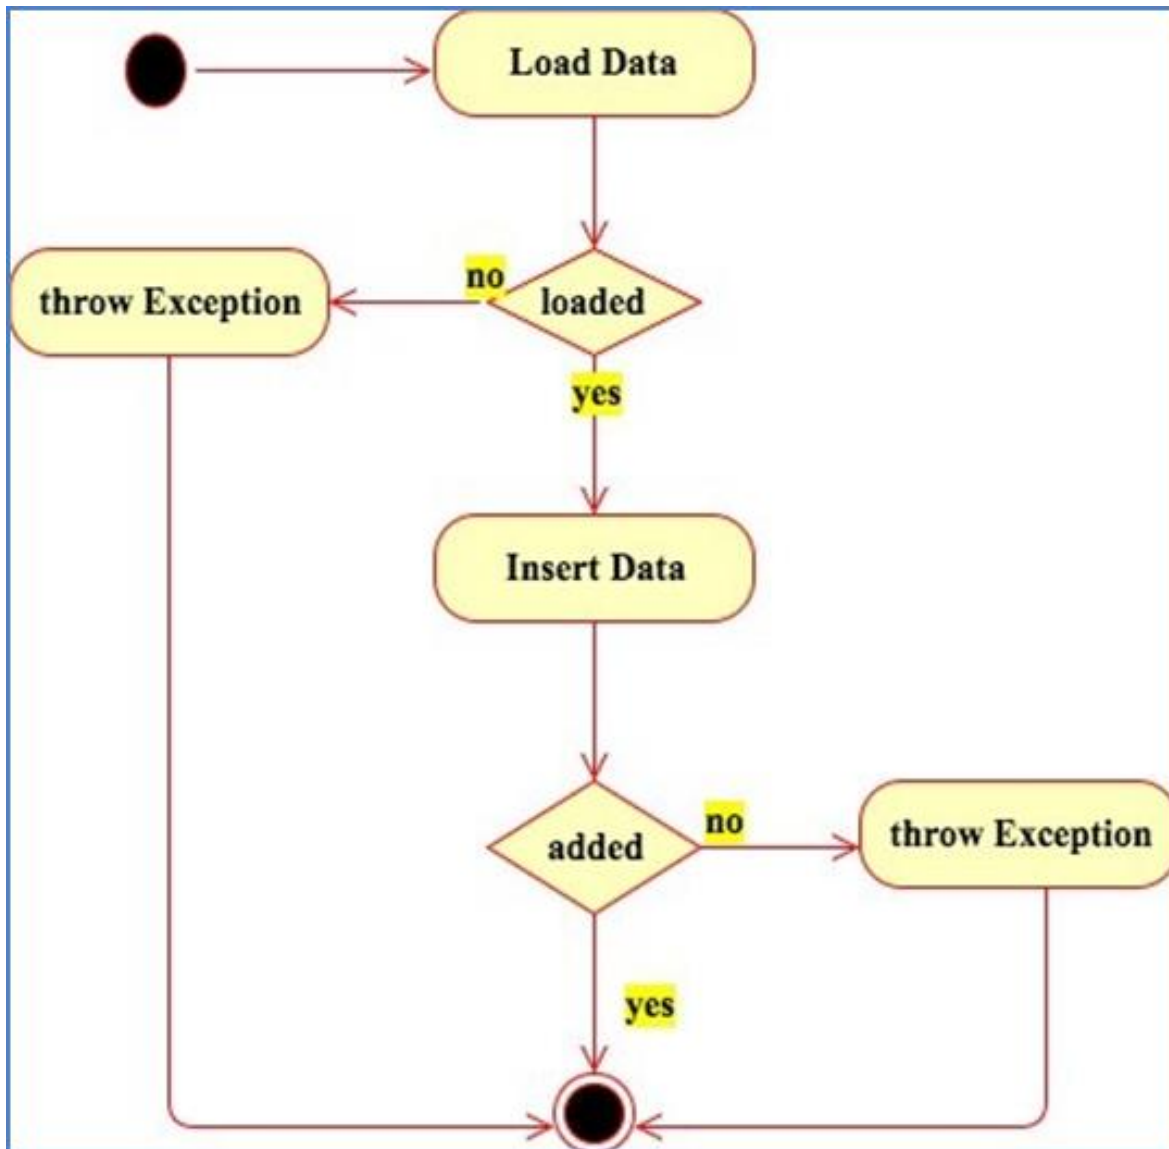 Load Data
no
throw Exception
loaded
yes
Insert Data
added
no
throw Exception
yes